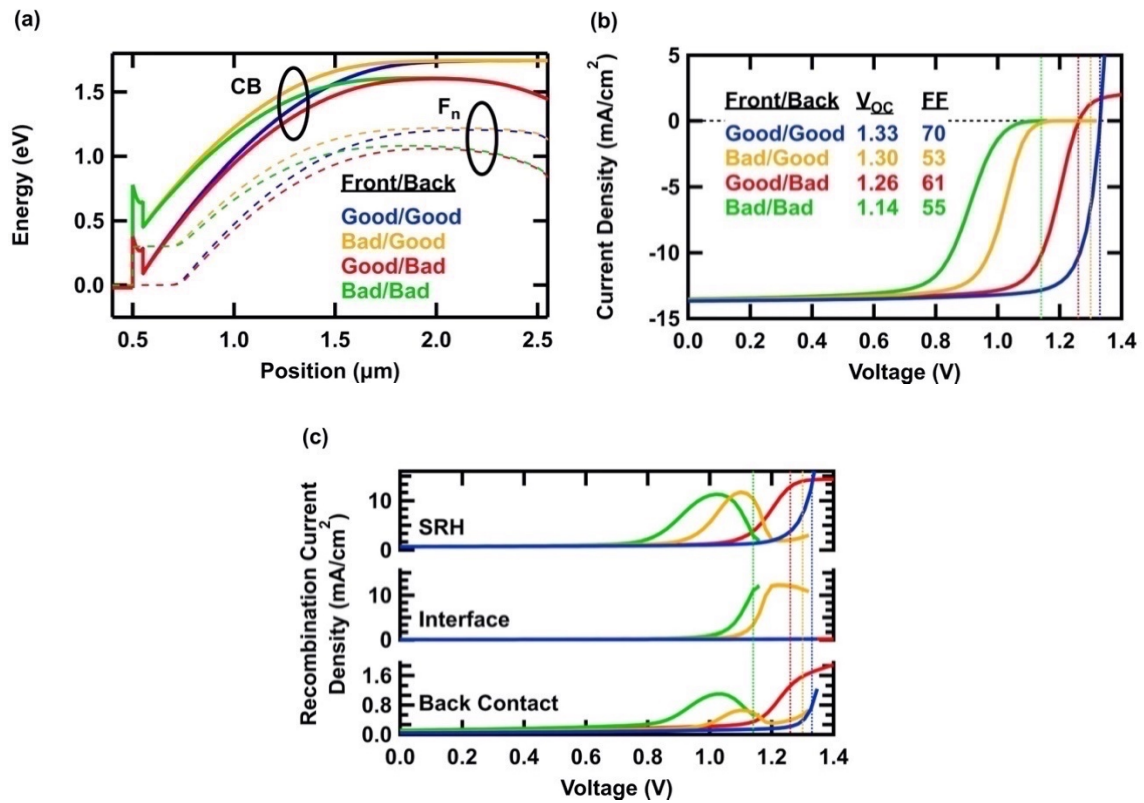 (a)
CB
Fn
Front/Back
Good/Good
Bad/Good
Good/Bad
Bad/Bad
Energy (eV)
1.5
1.0
0.5
0.0
0.5
1.0
1.5
2.0
2.5
Position (µm)
(b)
Current Density (mA/cm²)
5
0
-5
-10
-15
Front/Back VOC FF
Good/Good 1.33 70
Bad/Good 1.30 53
Good/Bad 1.26 61
Bad/Bad 1.14 55
0.0 0.2 0.4 0.6 0.8 1.0 1.2 1.4
Voltage (V)
(c)
Recombination Current
Density (mA/cm²)
10
0
SRH
10
0
Interface
1.6
0.8
0.0
Back Contact
0.0 0.2 0.4 0.6 0.8 1.0 1.2 1.4
Voltage (V)